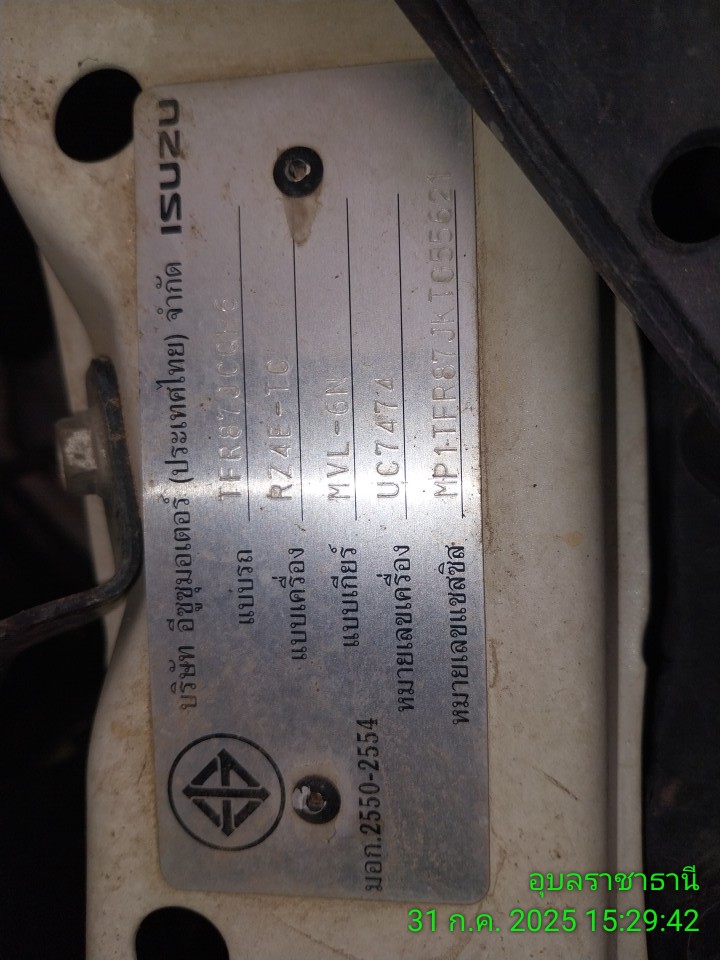 บริษัท อีซูซุมอเตอร์ (ประเทศไทย) จำกัด ISUZU
แบบรถ
แบบเครื่อง RZ4E-TC
แบบเกียร์ MVL-6N
หมายเลขเครื่อง UC7474
หมายเลขแชสซิส MP1TFR87JKTC55621
มอก.2550-2554
อุบลราชธานี
31 ก.ค. 2025 15:29:42